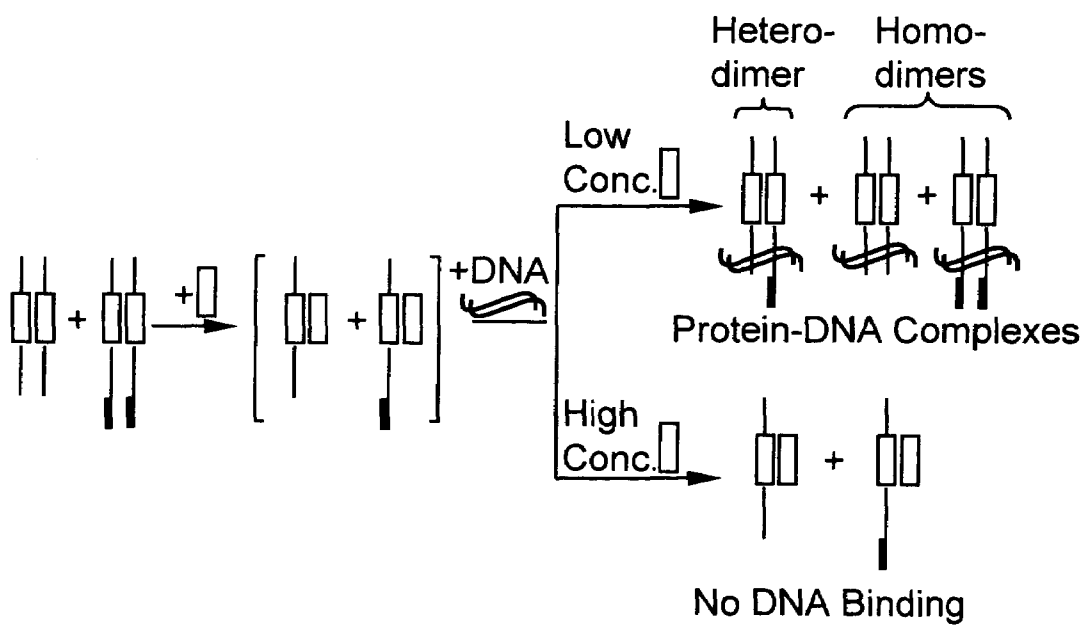 Hetero-
dimer
Homo-
dimers
Low
Conc.
+ +
+ + + +DNA
Protein-DNA Complexes
High
Conc.
+
No DNA Binding